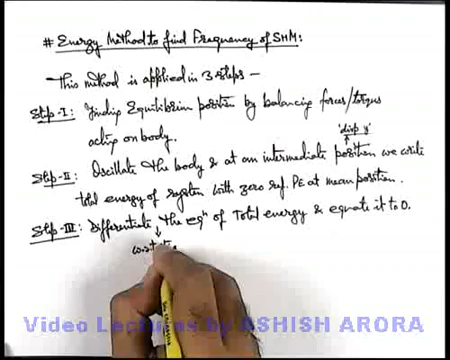 # Energy Method to find Frequency of SHM:
This method is applied in 3 steps —
Step-I: Finding Equilibrium position by balancing forces/torques
acting on body.
'disp y'
Step-II: Oscillate the body & at an intermediate position we write
total energy of system with zero ref. PE at mean position.
Step-III: Differentiate the eqn of Total energy & equate it to 0.
Video Lectures by ASHISH ARORA